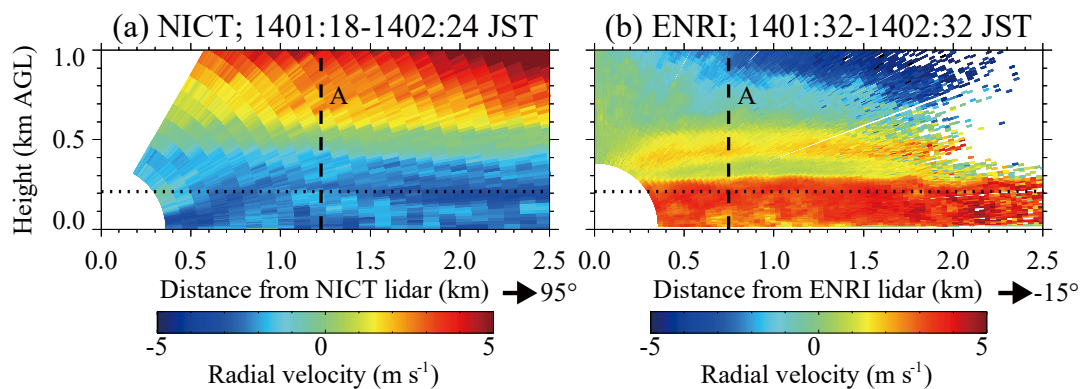 (a) NICT; 1401:18-1402:24 JST
(b) ENRI; 1401:32-1402:32 JST
Height (km AGL)
1.0
0.5
0.0
A
A
0.0 0.5 1.0 1.5 2.0 2.5
0.0 0.5 1.0 1.5 2.0 2.5
Distance from NICT lidar (km) 95°
Distance from ENRI lidar (km) -15°
-5 0 5
-5 0 5
Radial velocity (m s⁻¹)
Radial velocity (m s⁻¹)